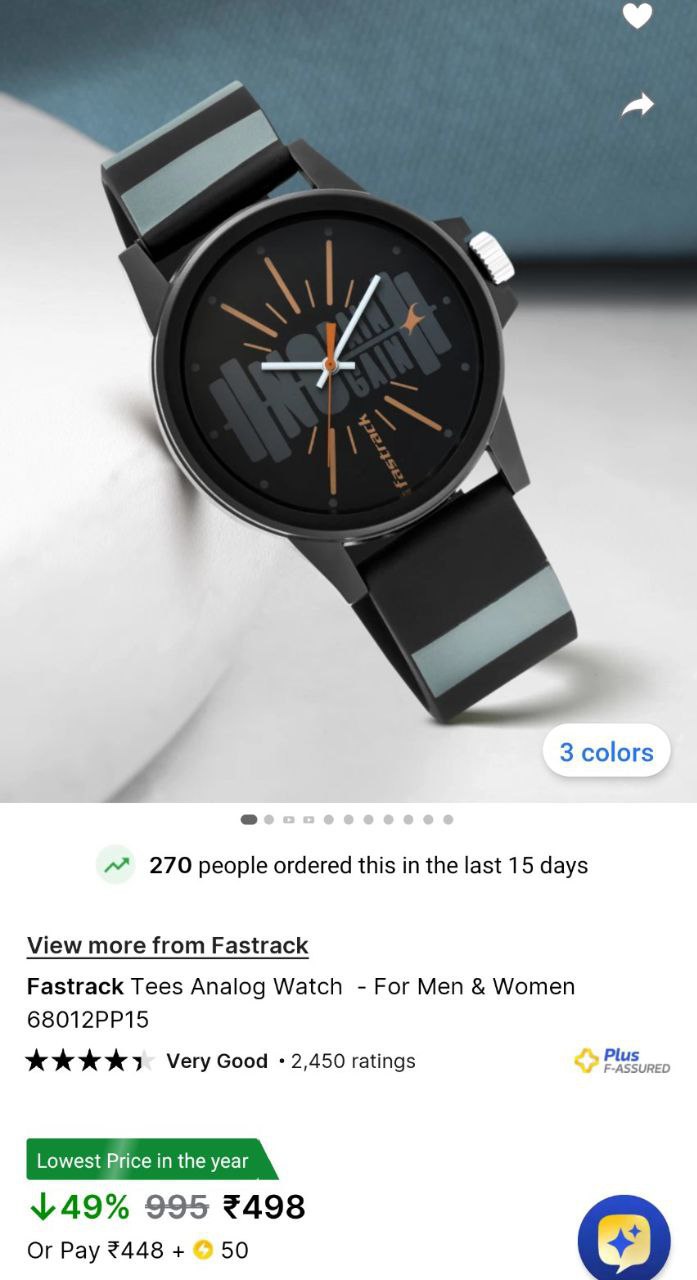 NO
PAIN
GAIN
fastrack
3 colors
270 people ordered this in the last 15 days
View more from Fastrack
Fastrack Tees Analog Watch - For Men & Women
68012PP15
Very Good • 2,450 ratings
Plus
F-ASSURED
Lowest Price in the year
↓49% 995 ₹498
Or Pay ₹448 + 50